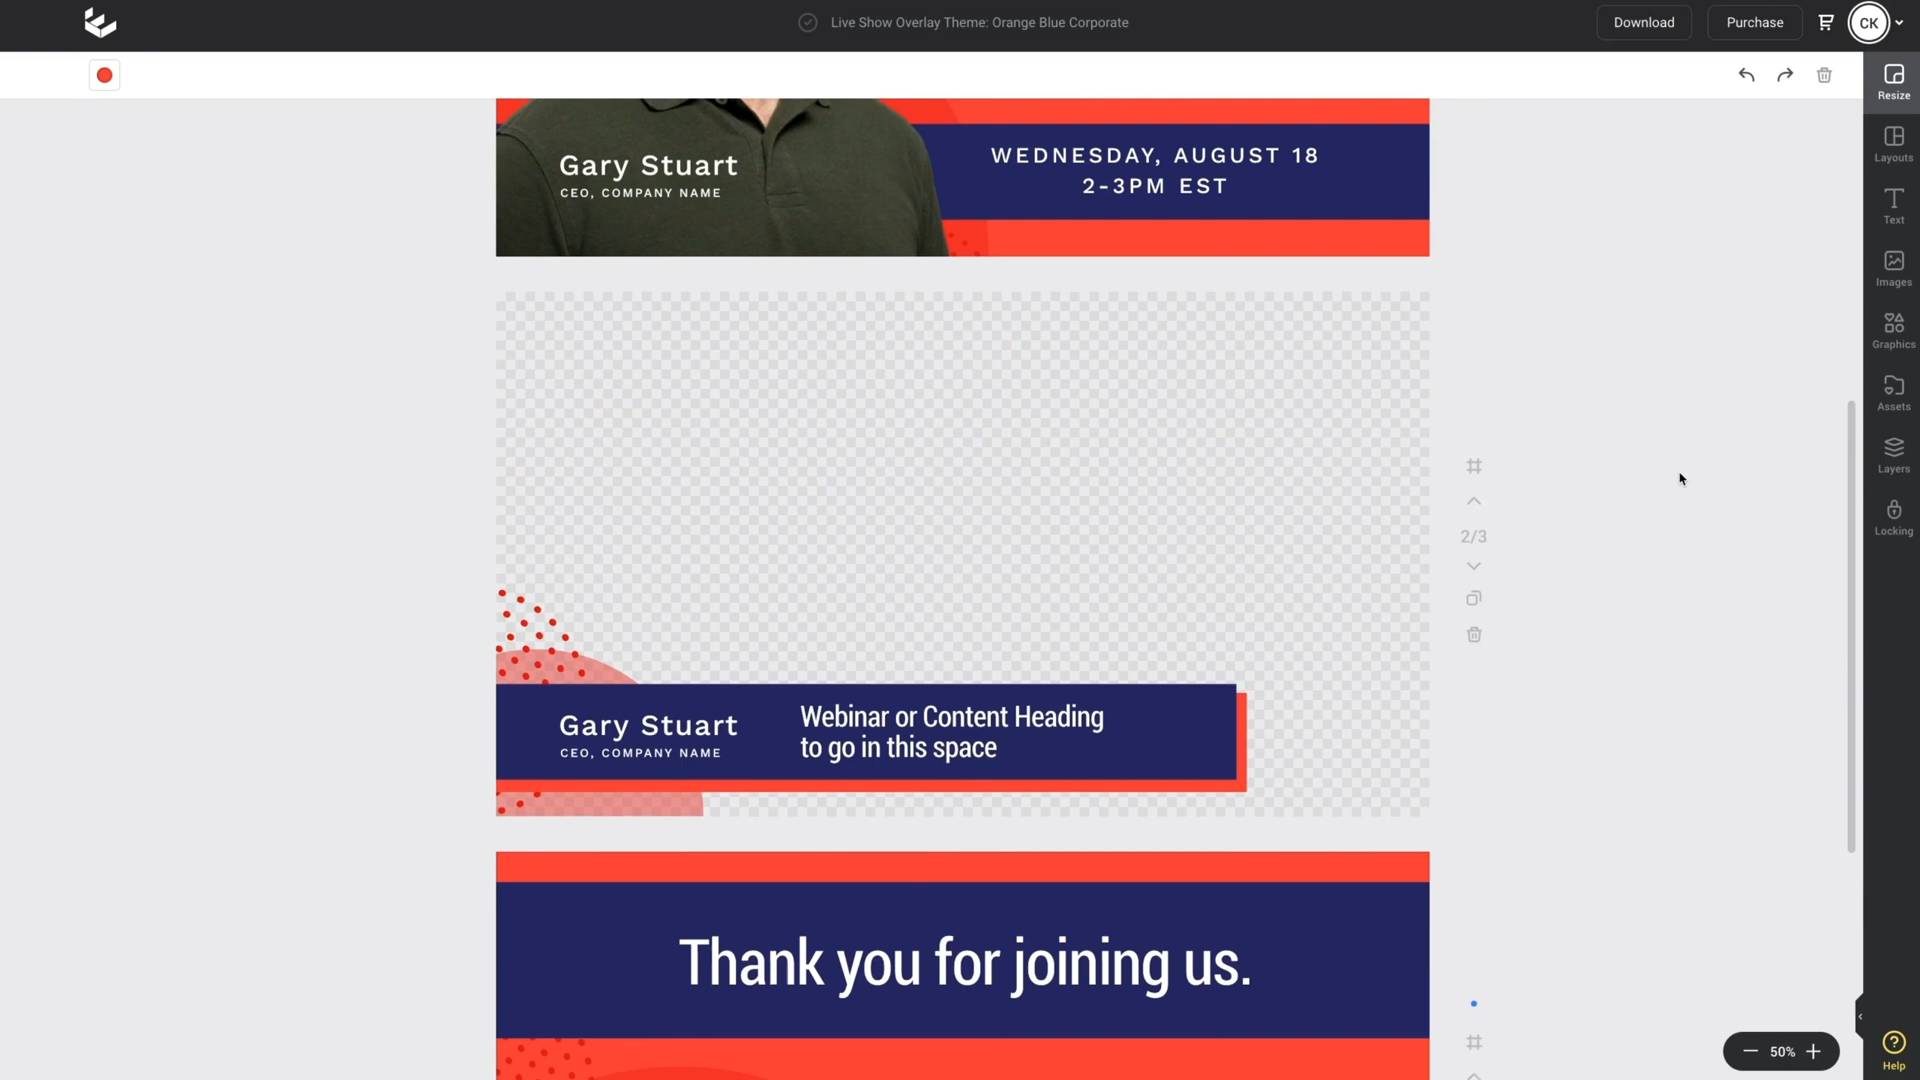 Live Show Overlay Theme: Orange Blue Corporate
Download
Purchase
CK
Resize
Layouts
Text
Images
Graphics
Assets
Layers
Locking
Gary Stuart
CEO, COMPANY NAME
WEDNESDAY, AUGUST 18
2-3PM EST
2/3
Gary Stuart
CEO, COMPANY NAME
Webinar or Content Heading
to go in this space
Thank you for joining us.
50%
Help